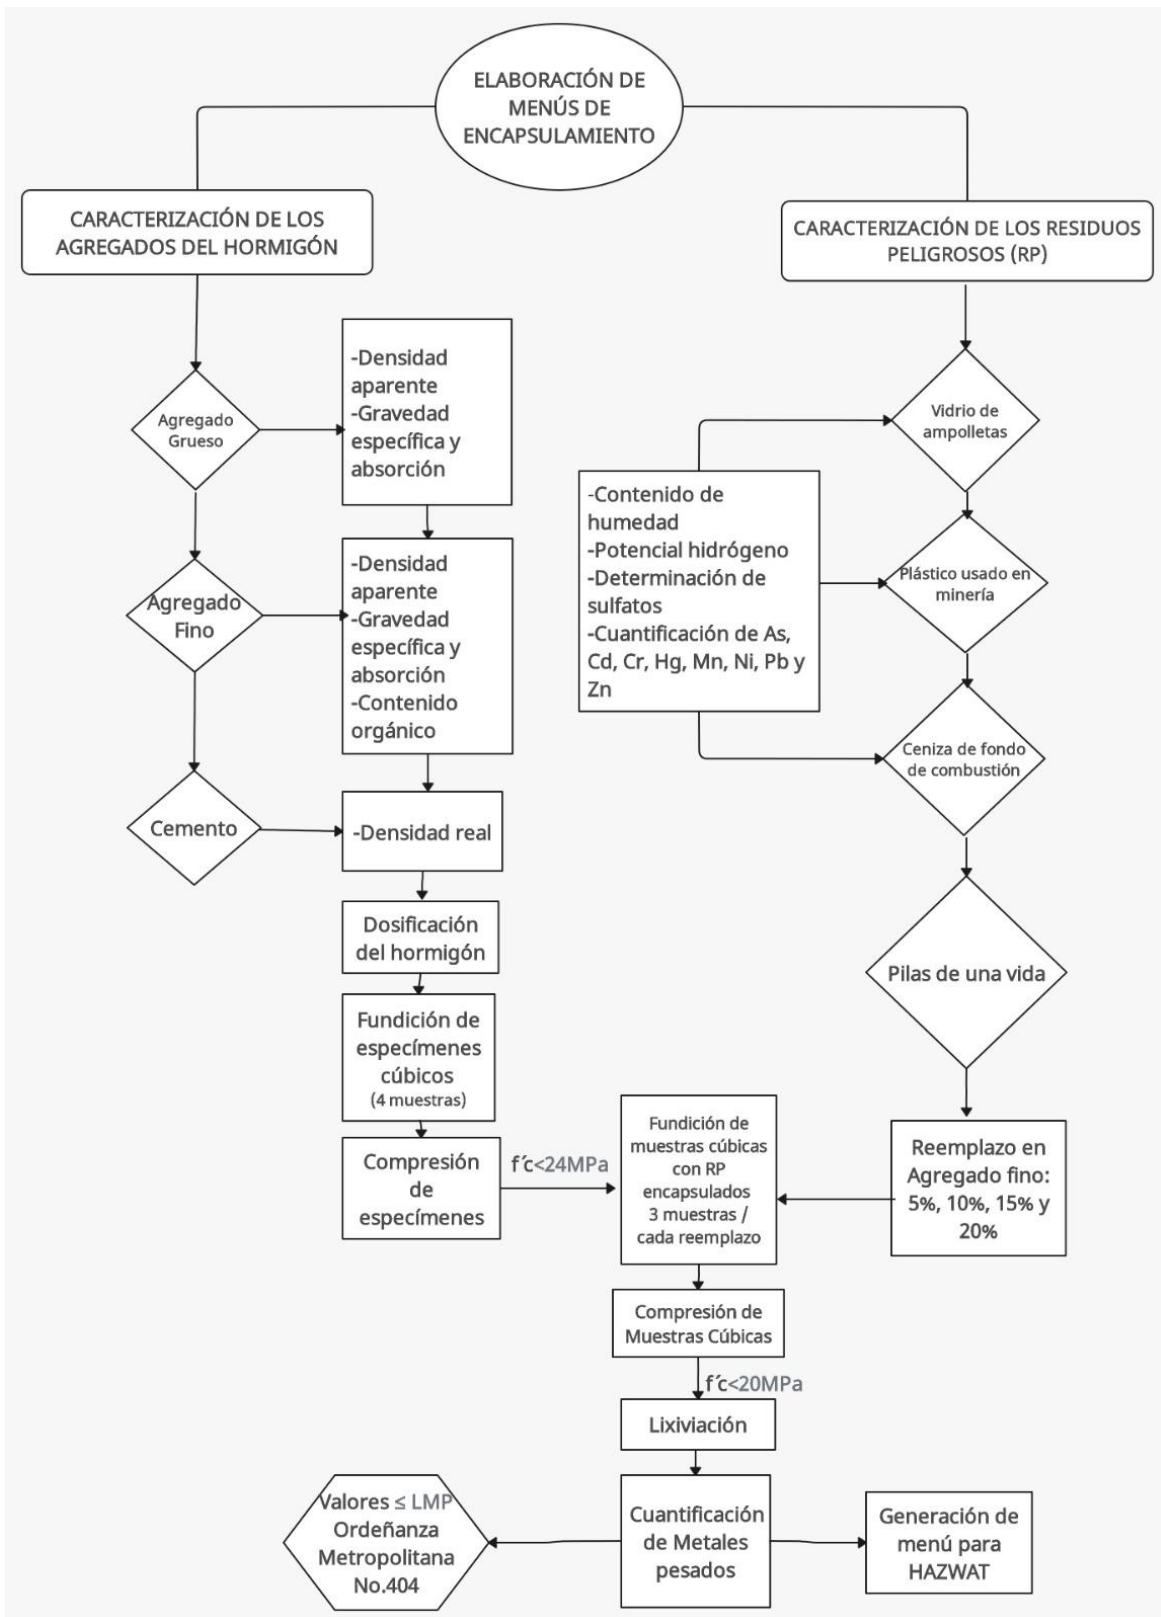 ELABORACIÓN DE
MENÚS DE
ENCAPSULAMIENTO
CARACTERIZACIÓN DE LOS
AGREGADOS DEL HORMIGÓN
CARACTERIZACIÓN DE LOS RESIDUOS
PELIGROSOS (RP)
Agregado
Grueso
-Densidad
aparente
-Gravedad
específica y
absorción
Agregado
Fino
-Densidad
aparente
-Gravedad
específica y
absorción
-Contenido
orgánico
Cemento
-Densidad real
Dosificación
del hormigón
Fundición de
especímenes
cúbicos
(4 muestras)
Compresión
de
especímenes
f´c<24MPa
Vidrio de
ampolletas
-Contenido de
humedad
-Potencial hidrógeno
-Determinación de
sulfatos
-Cuantificación de As,
Cd, Cr, Hg, Mn, Ni, Pb y
Zn
Plástico usado en
minería
Ceniza de fondo
de combustión
Pilas de una vida
Reemplazo en
Agregado fino:
5%, 10%, 15% y
20%
Fundición de
muestras cúbicas
con RP
encapsulados
3 muestras /
cada reemplazo
Compresión de
Muestras Cúbicas
f´c<20MPa
Lixiviación
Cuantificación
de Metales
pesados
Valores ≤ LMP
Ordeñanza
Metropolitana
No.404
Generación de
menú para
HAZWAT